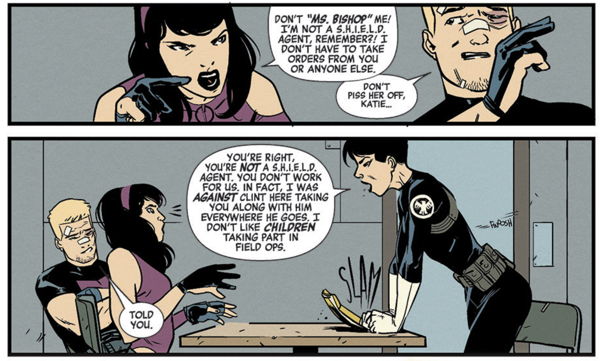 DON'T "MS. BISHOP" ME!
I'M NOT A S.H.I.E.L.D.
AGENT, REMEMBER?! I
DON'T HAVE TO TAKE
ORDERS FROM YOU
OR ANYONE ELSE.
DON'T
PISS HER OFF,
KATIE...
YOU'RE RIGHT,
YOU'RE NOT A S.H.I.E.L.D.
AGENT. YOU DON'T WORK
FOR US. IN FACT, I WAS
AGAINST CLINT HERE TAKING
YOU ALONG WITH HIM
EVERYWHERE HE GOES. I
DON'T LIKE CHILDREN
TAKING PART IN
FIELD OPS.
TOLD
YOU.
SLAM
FWOOSH